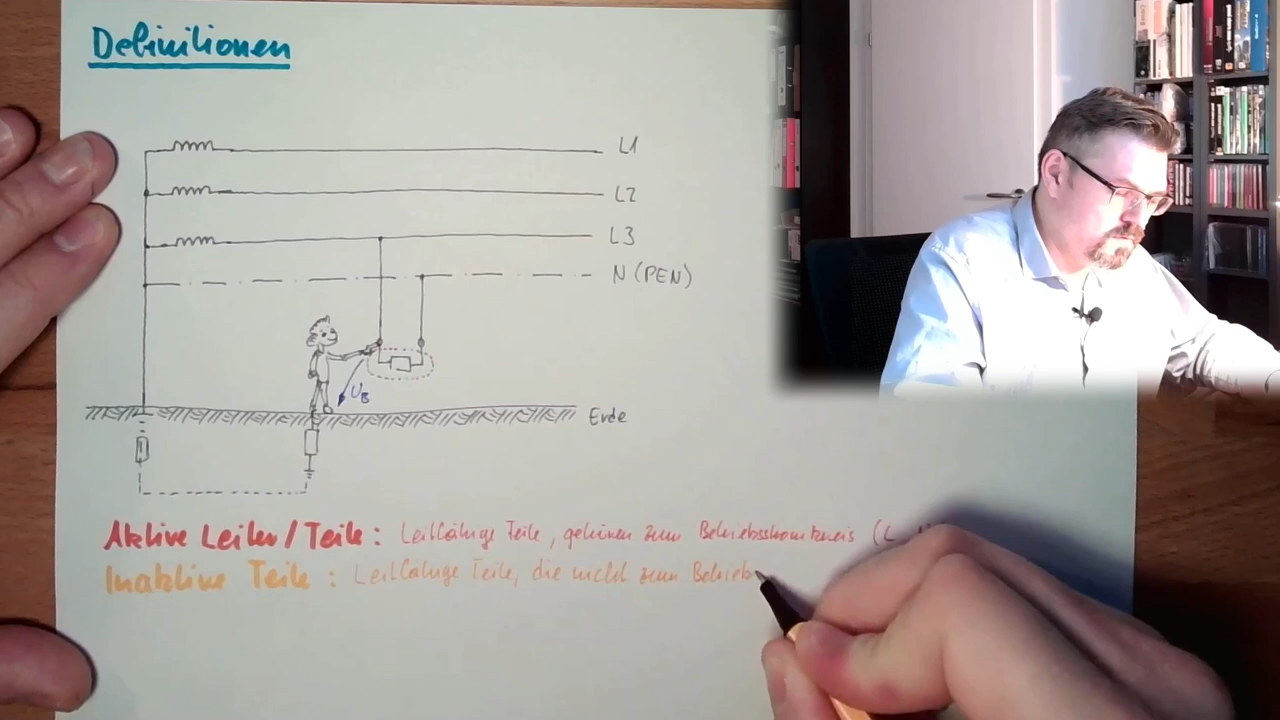 Definitionen
L1
L2
L3
N (PEN)
U_B
Erde
Aktive Leiter/Teile: Leitfähige Teile, gehören zum Betriebsstromkreis (L
Inaktive Teile: Leitfähige Teile, die nicht zum Betrieb